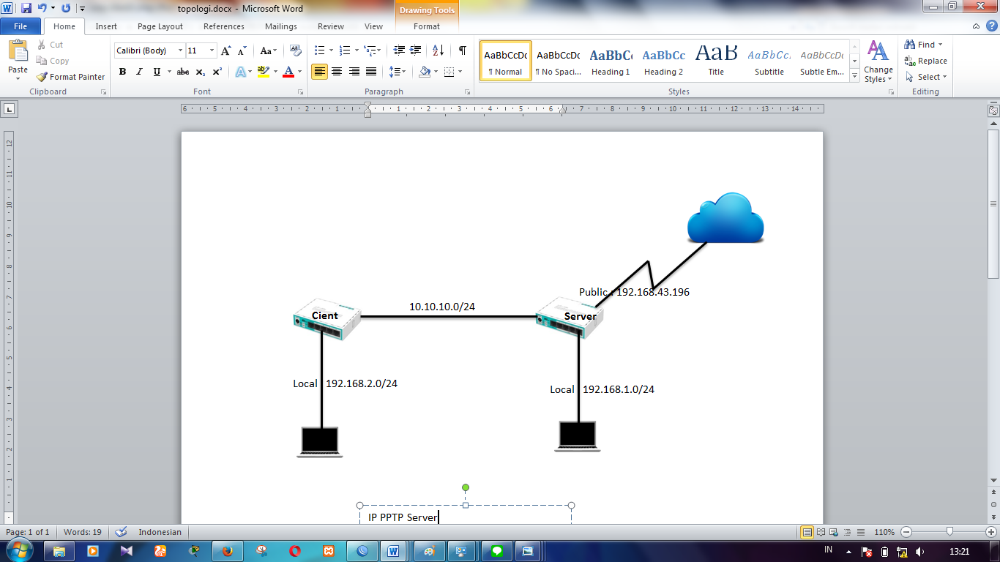 topologi.docx - Microsoft Word
Drawing Tools
File Home Insert Page Layout References Mailings Review View Format
Paste
Cut
Copy
Format Painter
Clipboard
Calibri (Body) 11
Font
Paragraph
AaBbCcDc AaBbCcDc AaBbCc AaBbCc AaB AaBbCc. AaBbCcDc
¶ Normal ¶ No Spaci... Heading 1 Heading 2 Title Subtitle Subtle Em...
Change Styles
Styles
Find
Replace
Select
Editing
Public : 192.168.43.196
10.10.10.0/24
Cient
Server
Local : 192.168.2.0/24
Local : 192.168.1.0/24
IP PPTP Server
Page: 1 of 1 Words: 19 Indonesian 110%
IN 13:21